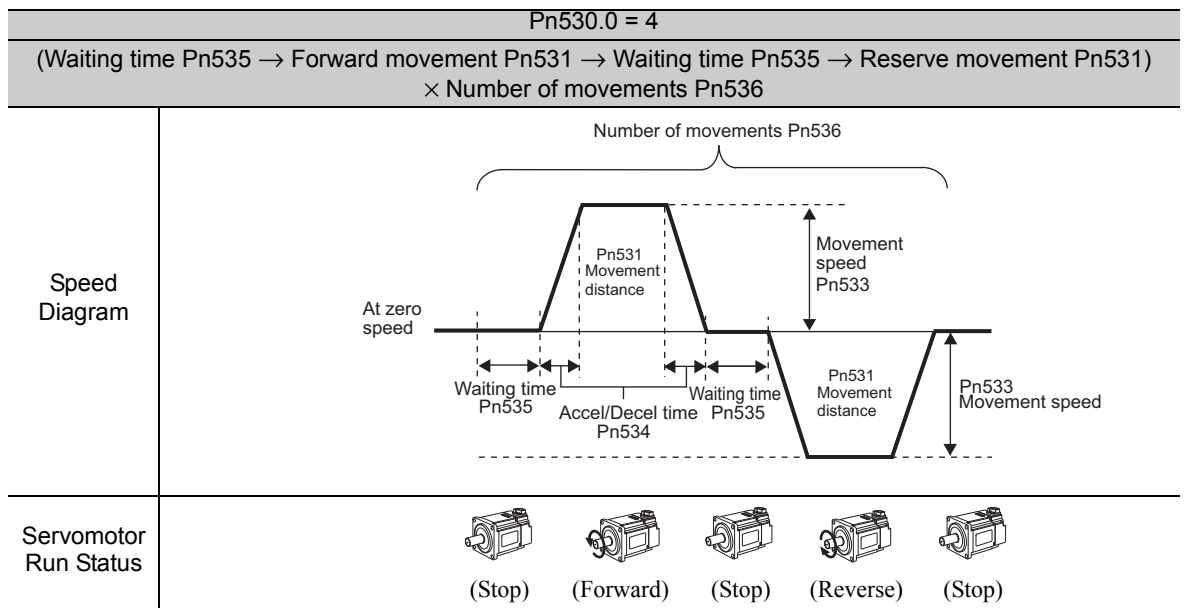 Pn530.0 = 4
(Waiting time Pn535 → Forward movement Pn531 → Waiting time Pn535 → Reserve movement Pn531)
× Number of movements Pn536
Speed
Diagram
Number of movements Pn536
Pn531
Movement
distance
Movement
speed
Pn533
At zero
speed
Waiting time
Pn535
Accel/Decel time
Pn534
Waiting time
Pn535
Pn531
Movement
distance
Pn533
Movement speed
Servomotor
Run Status
(Stop) (Forward) (Stop) (Reverse) (Stop)